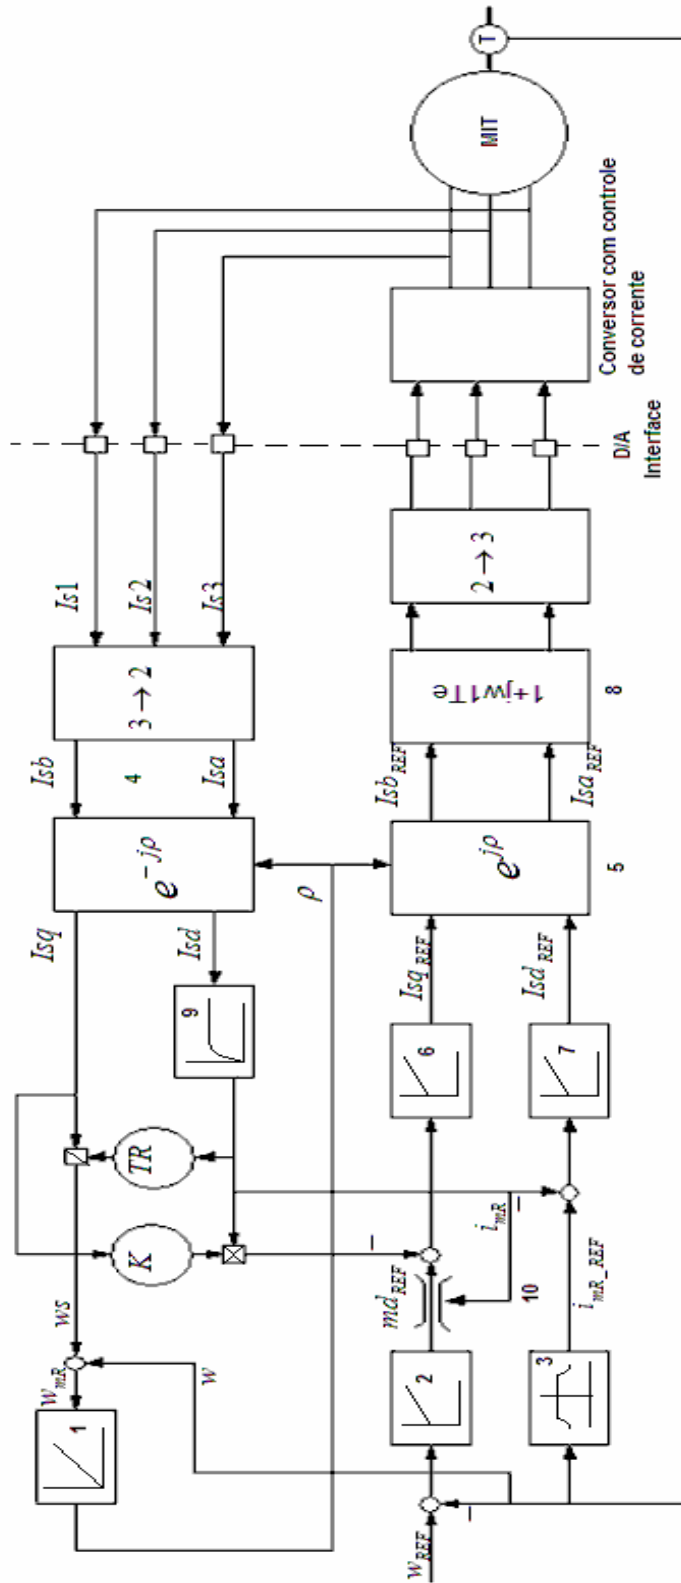 1
w_mR
ws
w
K
TR
9
Isq
Isd
e^{-jρ}
ρ
Isb
4
Isa
3 → 2
Is1
Is2
Is3
w_REF
−
2
md_REF
10
−
6
Isq_REF
3
i_mR_REF
i_mR
−
7
Isd_REF
e^{jρ}
5
Isb_REF
Isa_REF
1+jw1Te
8
2 → 3
D/A
Interface
Conversor com controle
de corrente
MIT
T